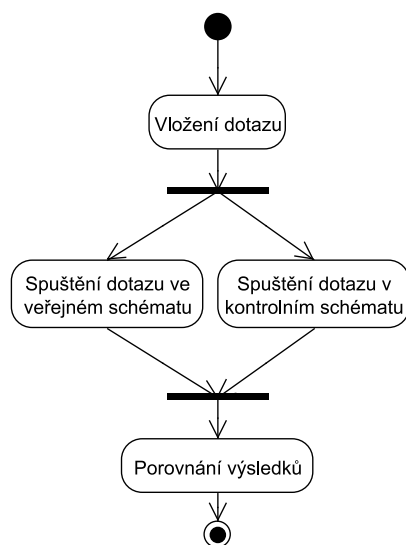 Vložení dotazu
Spuštění dotazu ve
veřejném schématu
Spuštění dotazu v
kontrolním schématu
Porovnání výsledků